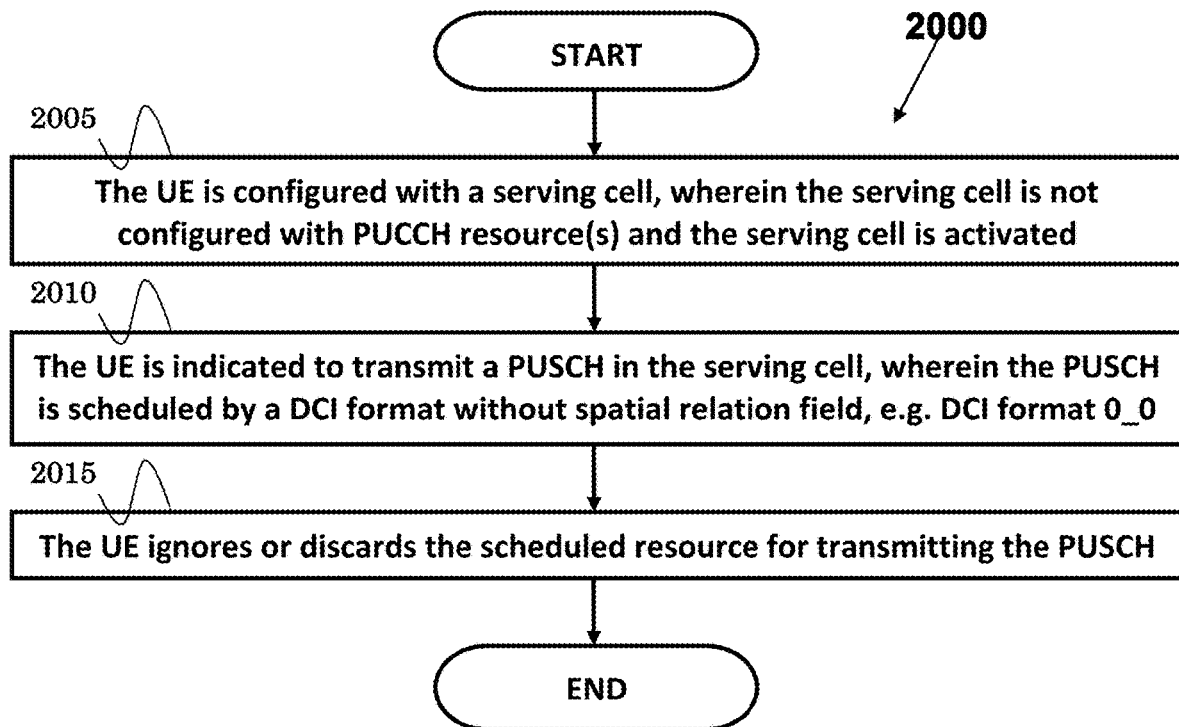 2000
START
2005
The UE is configured with a serving cell, wherein the serving cell is not
configured with PUCCH resource(s) and the serving cell is activated
2010
The UE is indicated to transmit a PUSCH in the serving cell, wherein the PUSCH
is scheduled by a DCI format without spatial relation field, e.g. DCI format 0_0
2015
The UE ignores or discards the scheduled resource for transmitting the PUSCH
END